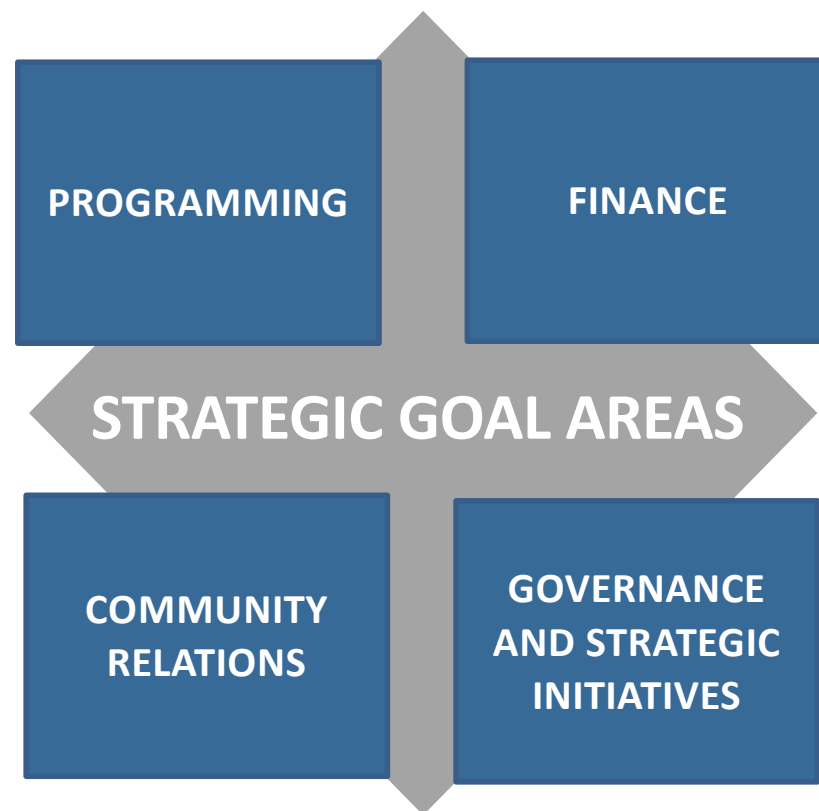 PROGRAMMING
FINANCE
STRATEGIC GOAL AREAS
COMMUNITY
RELATIONS
GOVERNANCE
AND STRATEGIC
INITIATIVES